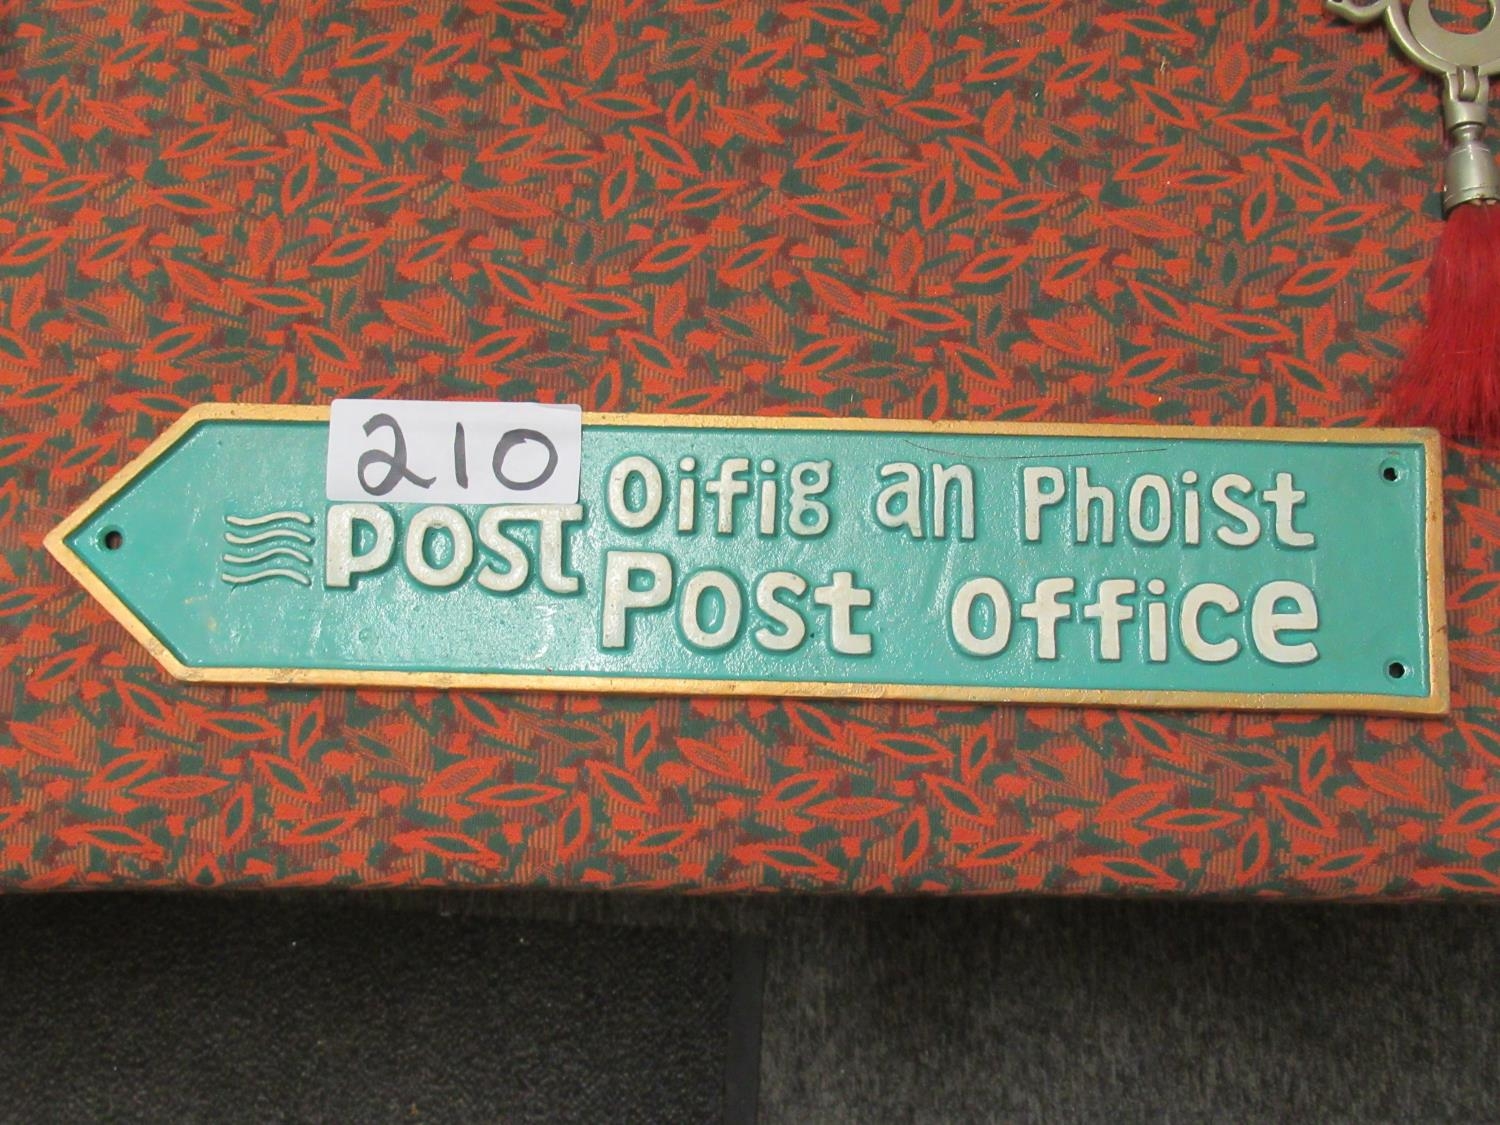 210
post
Oifig an Phoist
Post Office